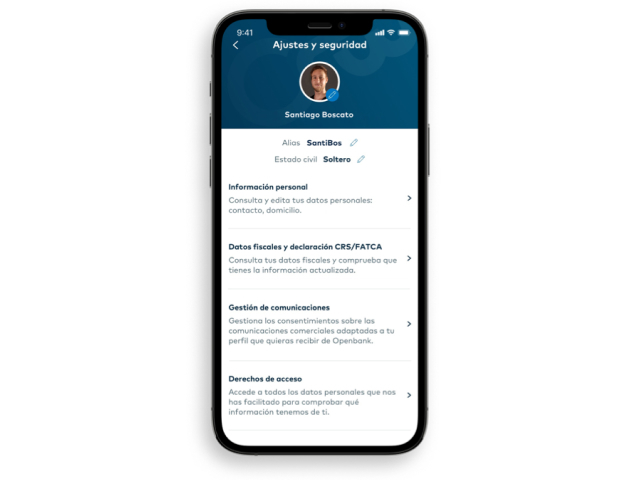 9:41
Ajustes y seguridad
Santiago Boscato
Alias SantiBos
Estado civil Soltero
Información personal
Consulta y edita tus datos personales:
contacto, domicilio.
Datos fiscales y declaración CRS/FATCA
Consulta tus datos fiscales y comprueba que
tienes la información actualizada.
Gestión de comunicaciones
Gestiona los consentimientos sobre las
comunicaciones comerciales adaptadas a tu
perfil que quieras recibir de Openbank.
Derechos de acceso
Accede a todos los datos personales que nos
has facilitado para comprobar qué
información tenemos de ti.